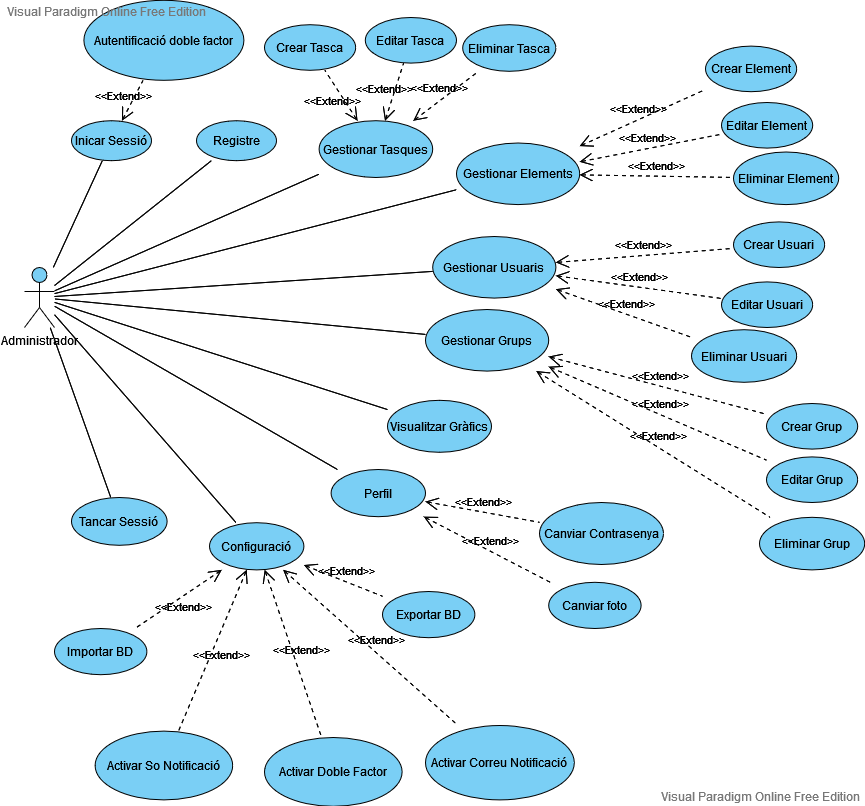 Visual Paradigm Online Free Edition
Autentificació doble factor
Crear Tasca
Editar Tasca
Eliminar Tasca
Crear Element
<<Extend>>
<<Extend>>
<<Extend>>
<<Extend>>
<<Extend>>
Editar Element
Inicar Sessió
Registre
Gestionar Tasques
<<Extend>>
<<Extend>>
Gestionar Elements
Eliminar Element
<<Extend>>
Crear Usuari
Gestionar Usuaris
<<Extend>>
<<Extend>>
Editar Usuari
Administrador
Gestionar Grups
Eliminar Usuari
<<Extend>>
<<Extend>>
<<Extend>>
Visualitzar Gràfics
Crear Grup
Editar Grup
Perfil
<<Extend>>
Tancar Sessió
Canviar Contrasenya
Eliminar Grup
Configuració
<<Extend>>
<<Extend>>
<<Extend>>
Exportar BD
Canviar foto
Importar BD
<<Extend>>
<<Extend>>
<<Extend>>
Activar So Notificació
Activar Doble Factor
Activar Correu Notificació
Visual Paradigm Online Free Edition